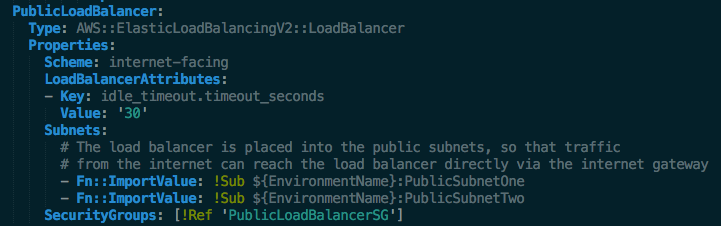 PublicLoadBalancer:
  Type: AWS::ElasticLoadBalancingV2::LoadBalancer
  Properties:
    Scheme: internet-facing
    LoadBalancerAttributes:
    - Key: idle_timeout.timeout_seconds
      Value: '30'
    Subnets:
      # The load balancer is placed into the public subnets, so that traffic
      # from the internet can reach the load balancer directly via the internet gateway
      - Fn::ImportValue: !Sub ${EnvironmentName}:PublicSubnetOne
      - Fn::ImportValue: !Sub ${EnvironmentName}:PublicSubnetTwo
    SecurityGroups: [!Ref 'PublicLoadBalancerSG']